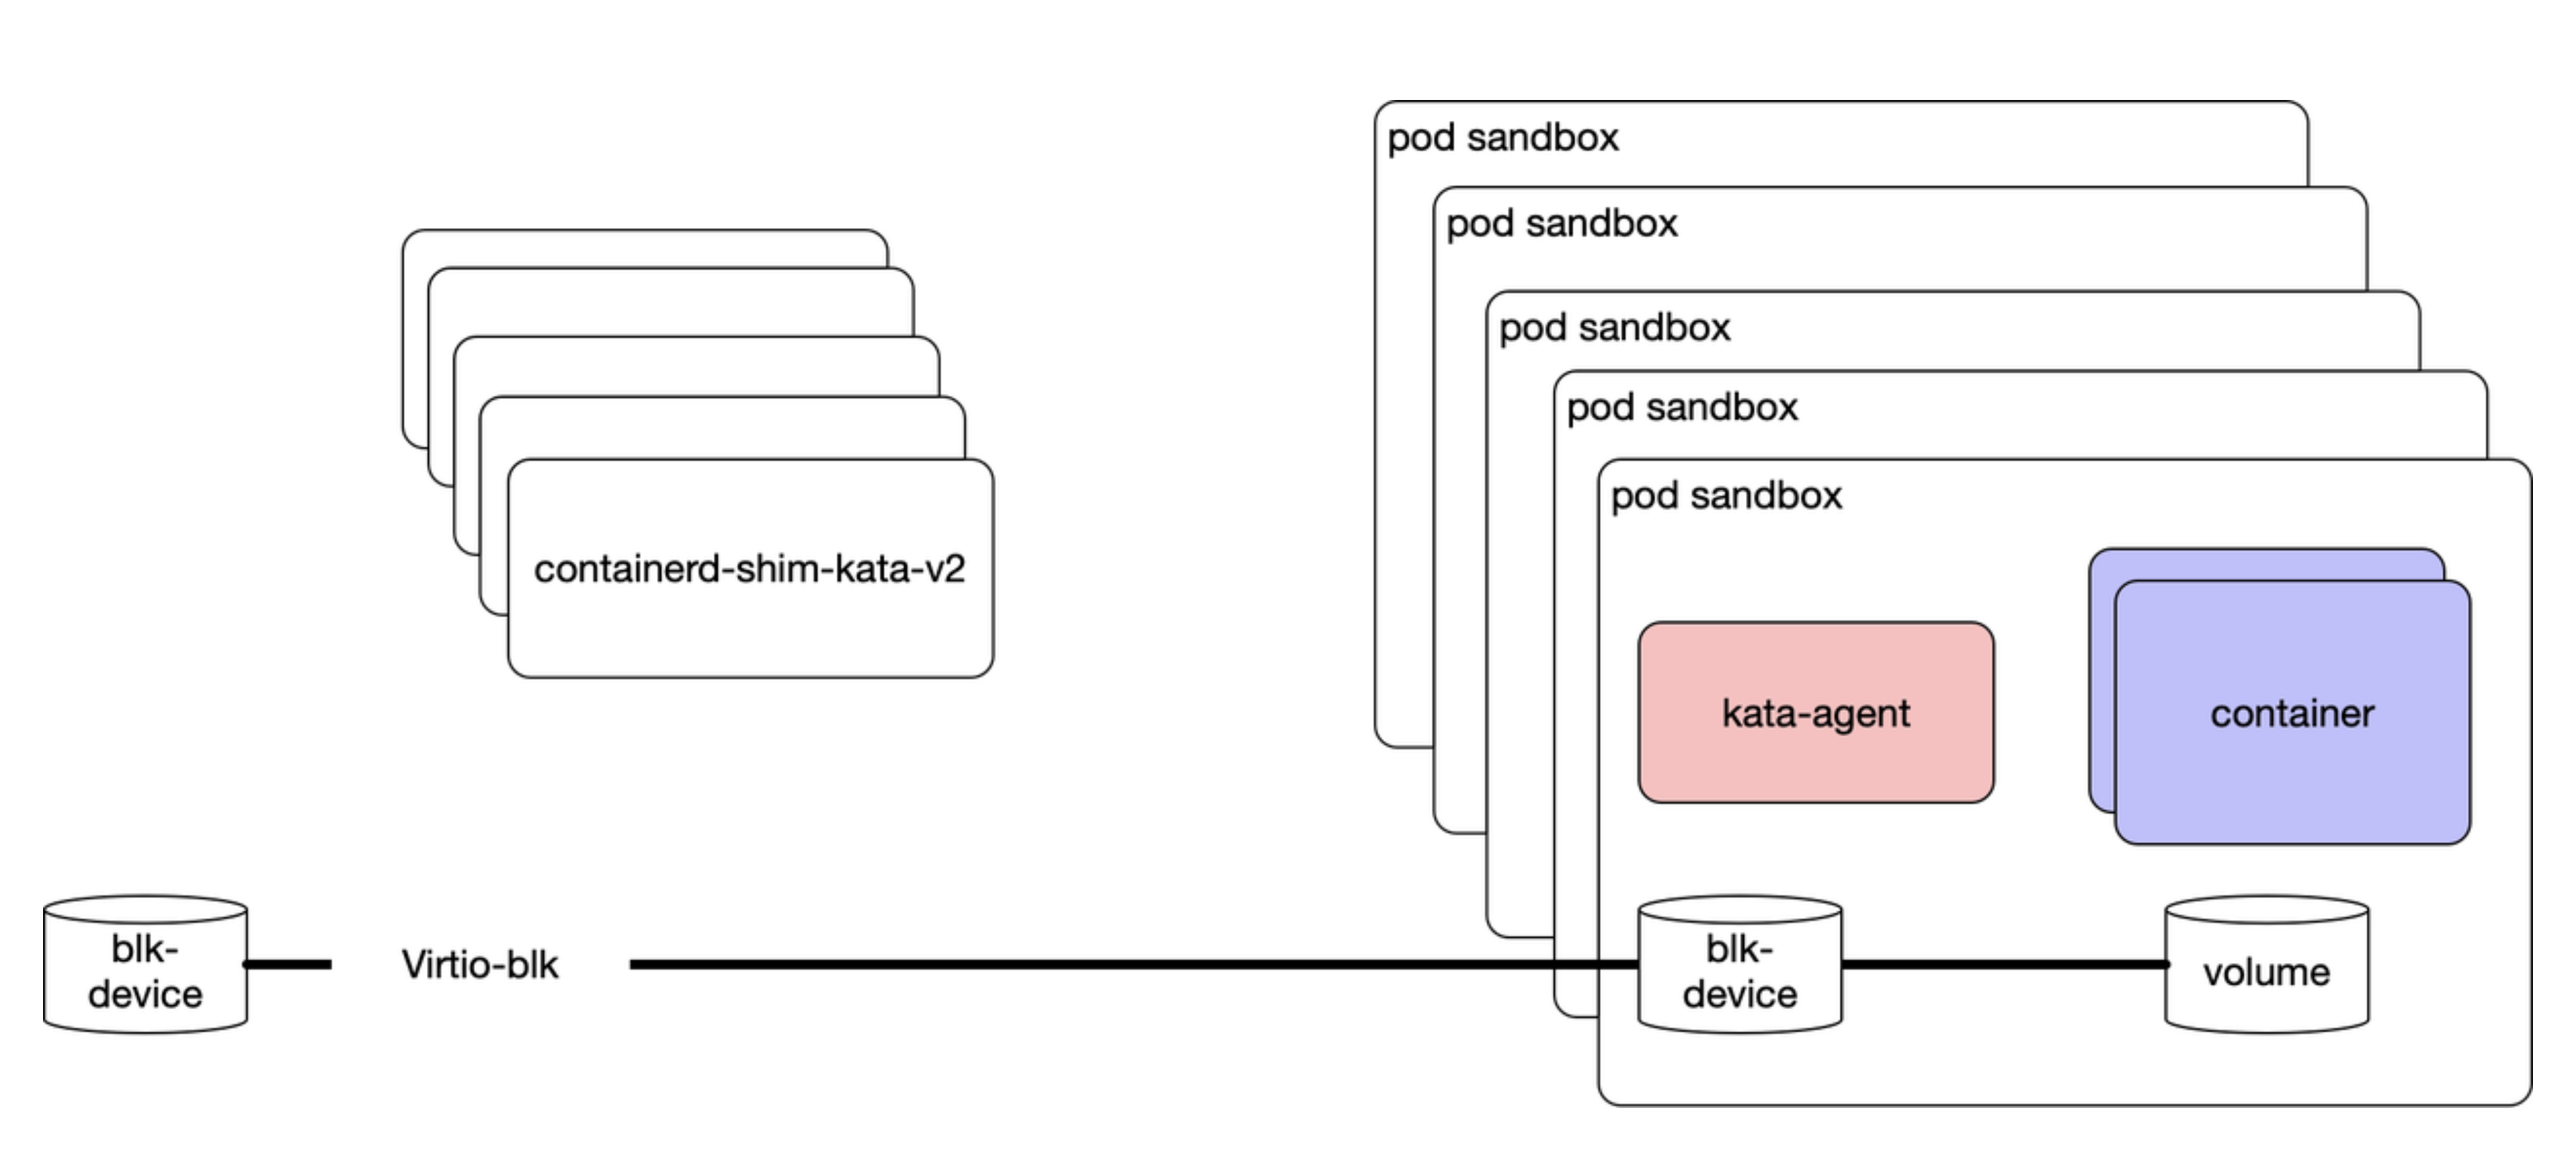 pod sandbox
pod sandbox
pod sandbox
pod sandbox
pod sandbox
containerd-shim-kata-v2
kata-agent
container
blk-
device
Virtio-blk
blk-
device
volume